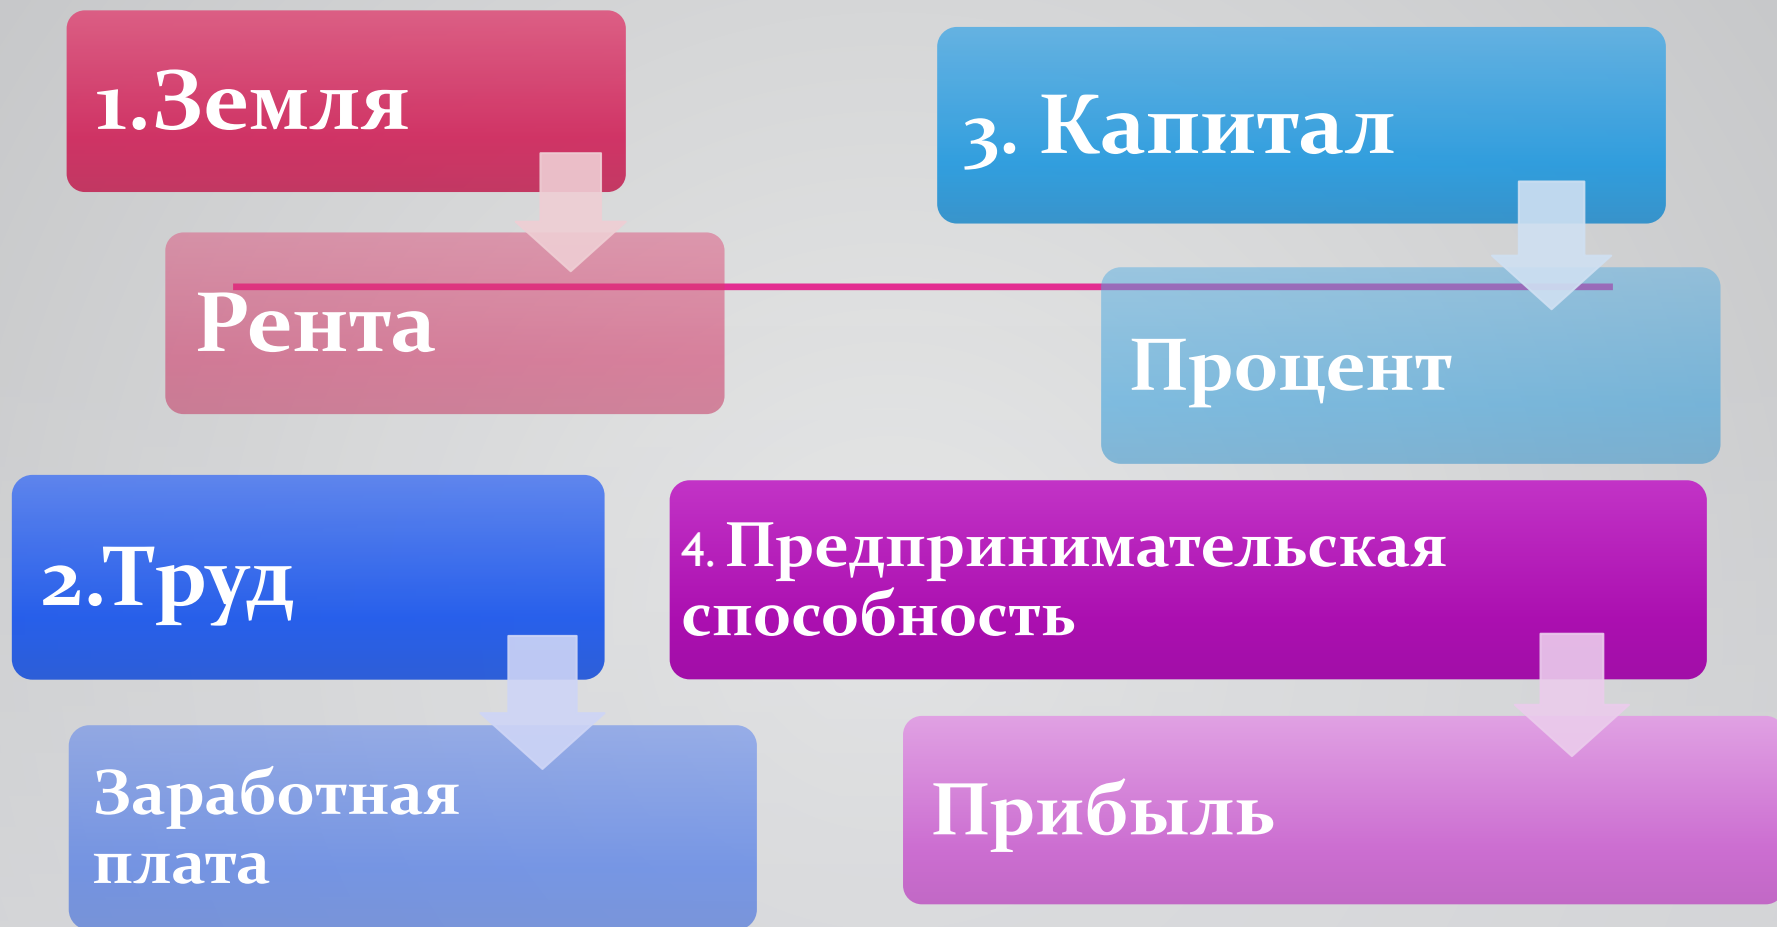 1.Земля
Рента
2.Труд
Заработная
плата
3. Капитал
Процент
4. Предпринимательская
способность
Прибыль